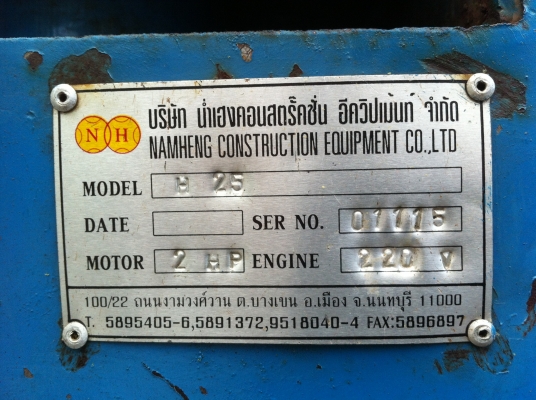 N H
บริษัท นำเฮงคอนสตรั๊คชั่น อีควิปเม้นท์ จำกัด
NAMHENG CONSTRUCTION EQUIPMENT CO.,LTD
MODEL H 25
DATE SER NO. 01115
MOTOR 2 HP ENGINE 220 V
100/22 ถนนงามวงศ์วาน ต.บางเขน อ.เมือง จ.นนทบุรี 11000
T. 5895405-6,5891372,9518040-4 FAX:5896897